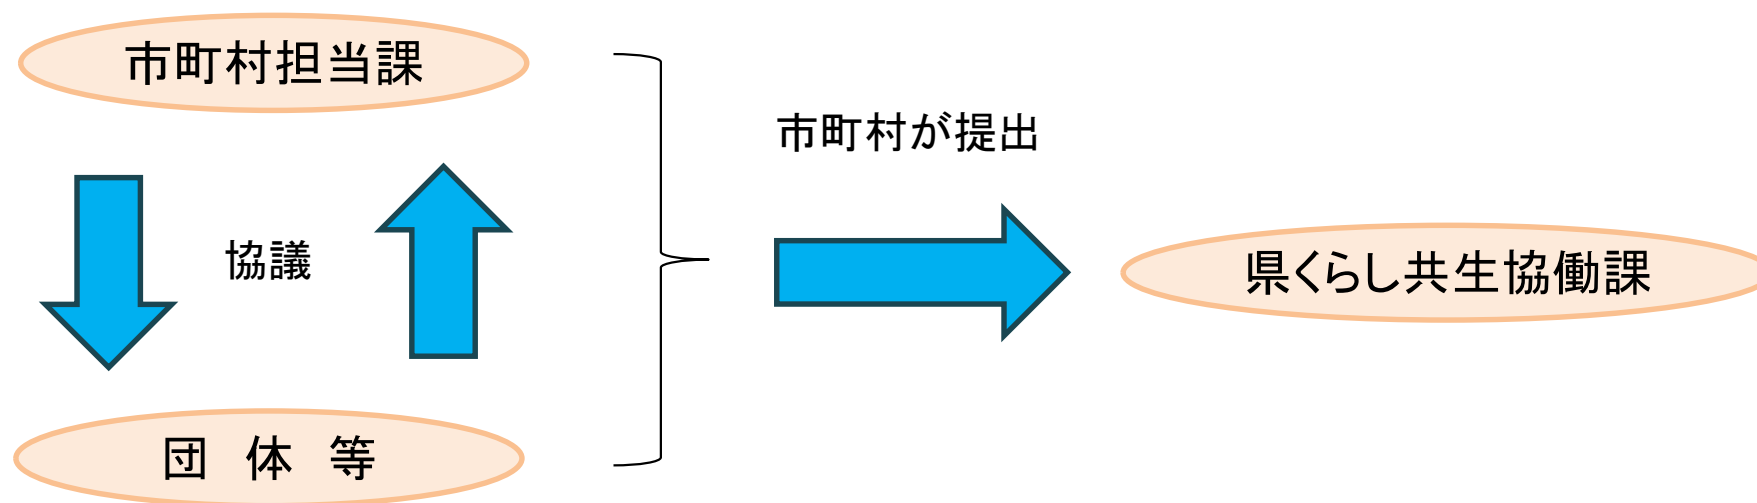 市町村担当課
市町村が提出
協議
県くらし共生協働課
団　体　等